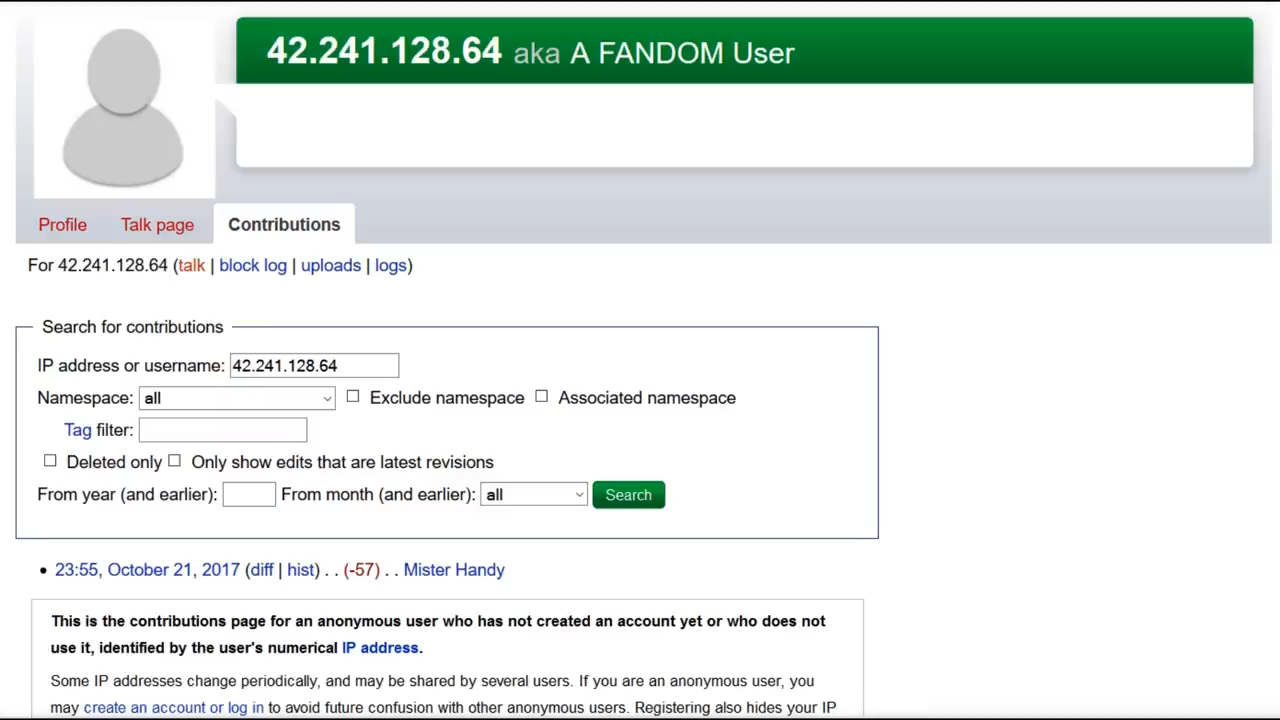 42.241.128.64 aka A FANDOM User
Profile Talk page Contributions
For 42.241.128.64 (talk | block log | uploads | logs)
Search for contributions
IP address or username: 42.241.128.64
Namespace: all Exclude namespace Associated namespace
Tag filter:
Deleted only Only show edits that are latest revisions
From year (and earlier): From month (and earlier): all Search
• 23:55, October 21, 2017 (diff | hist) . . (-57) . . Mister Handy
This is the contributions page for an anonymous user who has not created an account yet or who does not
use it, identified by the user's numerical IP address.
Some IP addresses change periodically, and may be shared by several users. If you are an anonymous user, you
may create an account or log in to avoid future confusion with other anonymous users. Registering also hides your IP